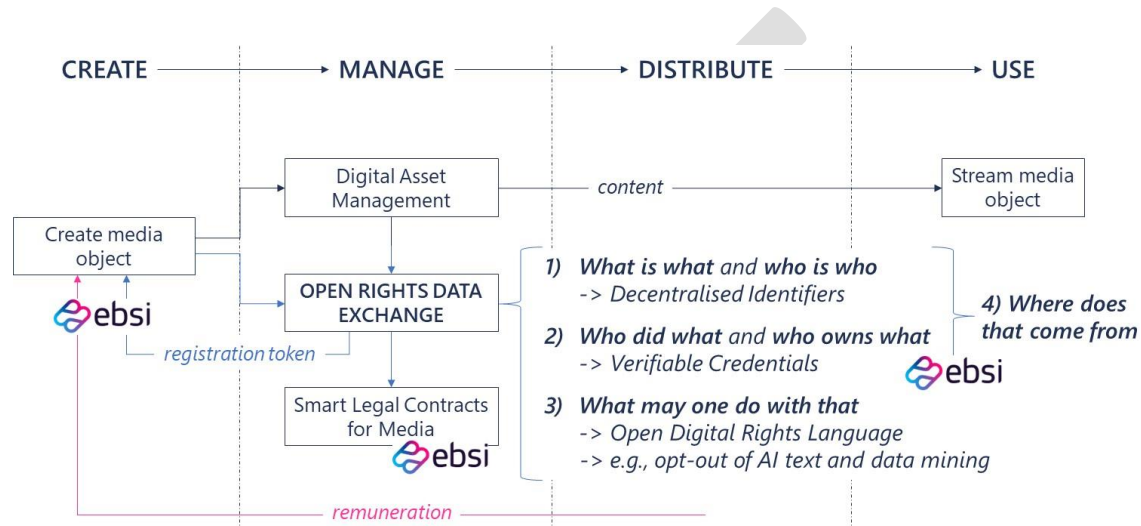 CREATE
MANAGE
DISTRIBUTE
USE
Digital Asset
Management
content
Stream media
object
Create media
object
OPEN RIGHTS DATA
EXCHANGE
ebsi
registration token
Smart Legal Contracts
for Media
ebsi
1) What is what and who is who
-> Decentralised Identifiers
2) Who did what and who owns what
-> Verifiable Credentials
3) What may one do with that
-> Open Digital Rights Language
-> e.g., opt-out of AI text and data mining
4) Where does
that come from
ebsi
remuneration